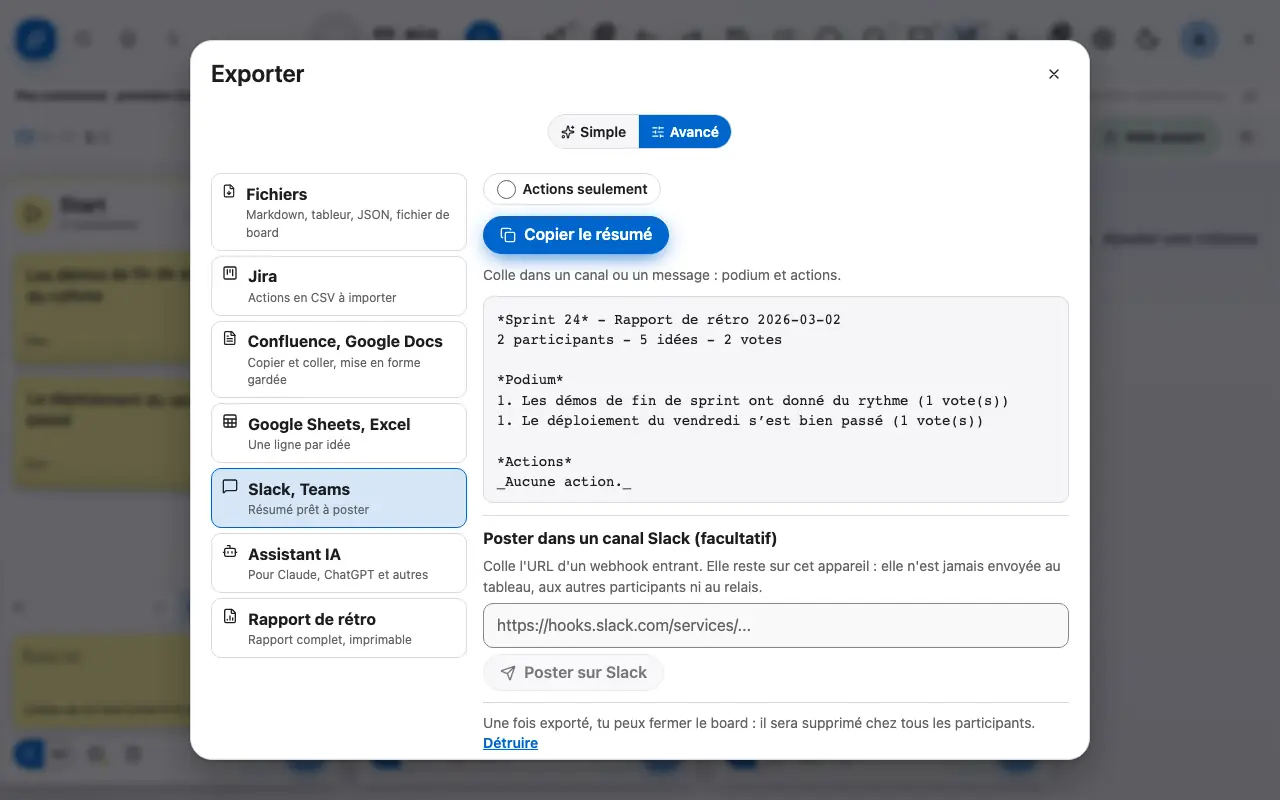 Exporter
Simple
Avancé
Fichiers
Markdown, tableur, JSON, fichier de
board
Jira
Actions en CSV à importer
Confluence, Google Docs
Copier et coller, mise en forme
gardée
Google Sheets, Excel
Une ligne par idée
Slack, Teams
Résumé prêt à poster
Assistant IA
Pour Claude, ChatGPT et autres
Rapport de rétro
Rapport complet, imprimable
Actions seulement
Copier le résumé
Colle dans un canal ou un message : podium et actions.
*Sprint 24* – Rapport de rétro 2026-03-02
2 participants – 5 idées – 2 votes
*Podium*
1. Les démos de fin de sprint ont donné du rythme (1 vote(s))
1. Le déploiement du vendredi s’est bien passé (1 vote(s))
*Actions*
_Aucune action._
Poster dans un canal Slack (facultatif)
Colle l'URL d'un webhook entrant. Elle reste sur cet appareil : elle n'est jamais envoyée au
tableau, aux autres participants ni au relais.
https://hooks.slack.com/services/...
Poster sur Slack
Une fois exporté, tu peux fermer le board : il sera supprimé chez tous les participants.
Détruire
Start